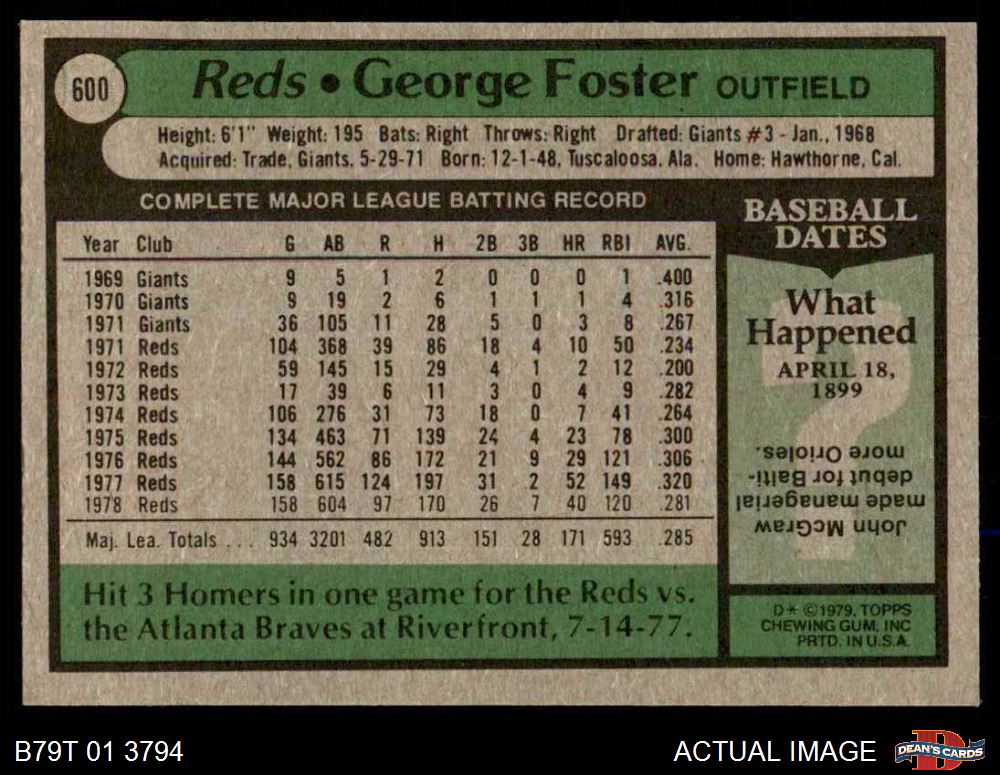 600
Reds • George Foster OUTFIELD
Height: 6'1" Weight: 195 Bats: Right Throws: Right Drafted: Giants #3 - Jan., 1968
Acquired: Trade, Giants, 5-29-71 Born: 12-1-48, Tuscaloosa, Ala. Home: Hawthorne, Cal.
COMPLETE MAJOR LEAGUE BATTING RECORD
Year Club G AB R H 2B 3B HR RBI AVG.
1969 Giants 9 5 1 2 0 0 0 1 .400
1970 Giants 9 19 2 6 1 1 1 4 .316
1971 Giants 36 105 11 28 5 0 3 8 .267
1971 Reds 104 368 39 86 18 4 10 50 .234
1972 Reds 59 145 15 29 4 1 2 12 .200
1973 Reds 17 39 6 11 3 0 4 9 .282
1974 Reds 106 276 31 73 18 0 7 41 .264
1975 Reds 134 463 71 139 24 4 23 78 .300
1976 Reds 144 562 86 172 21 9 29 121 .306
1977 Reds 158 615 124 197 31 2 52 149 .320
1978 Reds 158 604 97 170 26 7 40 120 .281
Maj. Lea. Totals ... 934 3201 482 913 151 28 171 593 .285
Hit 3 Homers in one game for the Reds vs.
the Atlanta Braves at Riverfront, 7-14-77.
BASEBALL
DATES
What
Happened
APRIL 18,
1899
John McGraw
made managerial
debut for Balti-
more Orioles.
D* ©1979, TOPPS
CHEWING GUM, INC
PRTD. IN U.S.A.
B79T 01 3794
ACTUAL IMAGE
DEAN'S CARDS